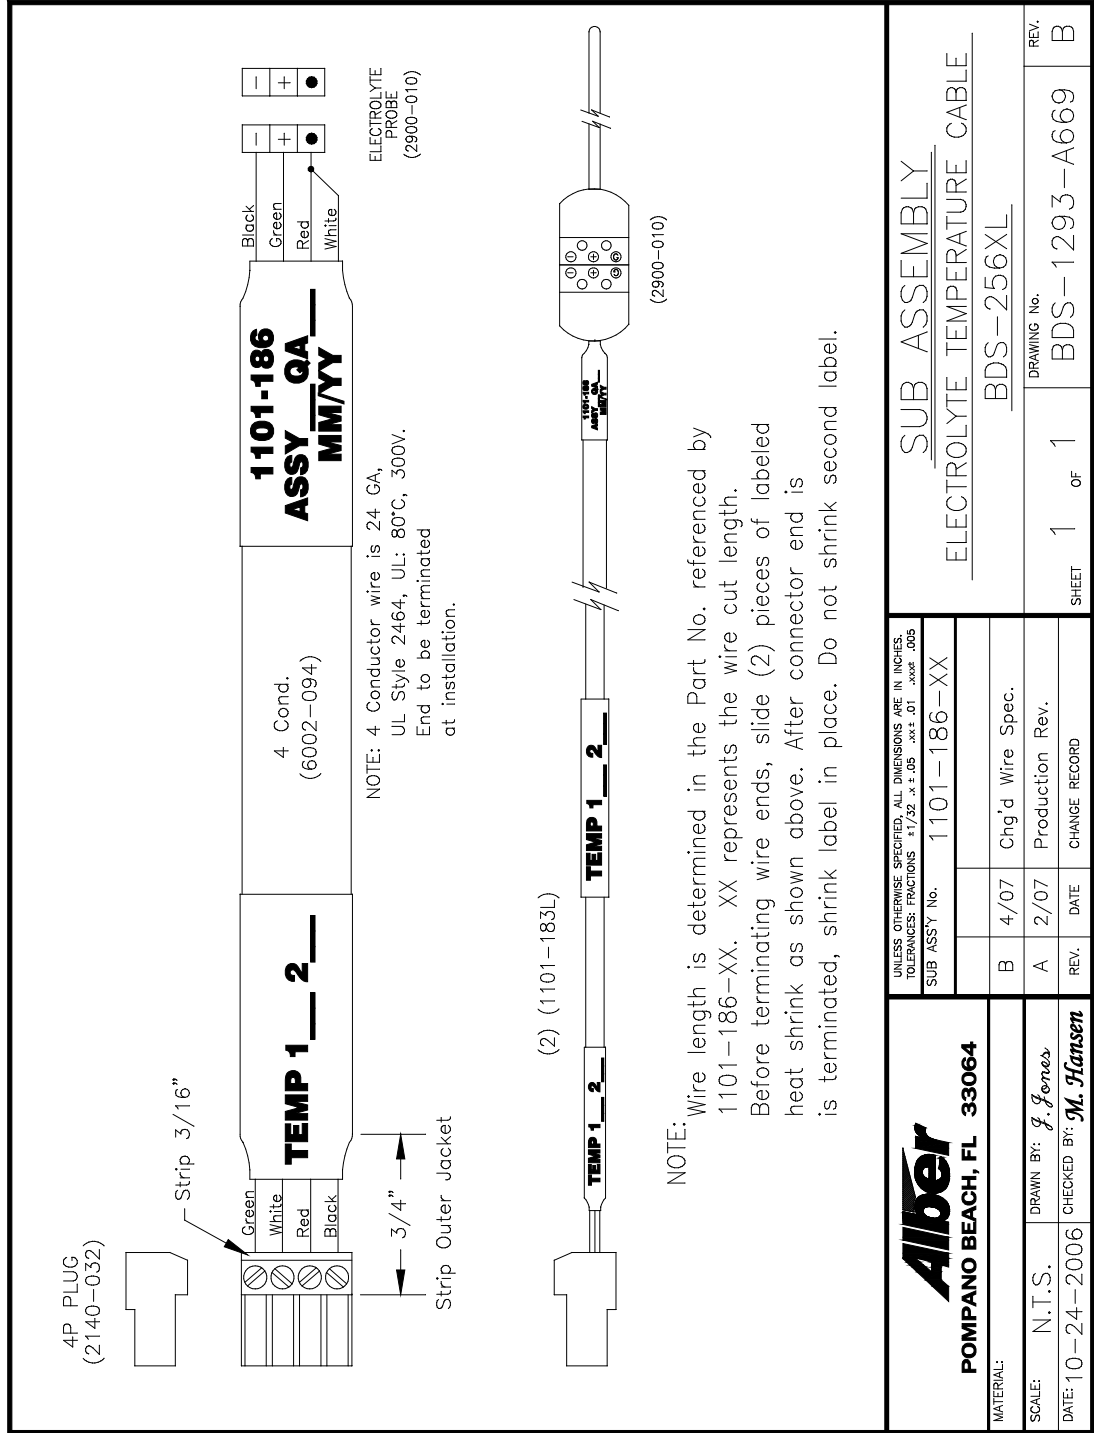 4P PLUG
(2140-032)
Strip 3/16"
Green
White
Red
Black
3/4"
Strip Outer Jacket
TEMP 1__ 2__
4 Cond.
(6002-094)
1101-186
ASSY __ QA__
MM/YY
Black
Green
Red
White
- + ●
- + ●
ELECTROLYTE
PROBE
(2900-010)
NOTE: 4 Conductor wire is 24 GA,
UL Style 2464, UL: 80°C, 300V.
End to be terminated
at installation.
(2) (1101-183L)
TEMP 1__ 2__
TEMP 1__ 2__
1101-186
ASSY __ QA__
MM/YY
(2900-010)
NOTE: Wire length is determined in the Part No. referenced by
1101-186-XX. XX represents the wire cut length.
Before terminating wire ends, slide (2) pieces of labeled
heat shrink as shown above. After connector end is
is terminated, shrink label in place. Do not shrink second label.
Alber
POMPANO BEACH, FL 33064
MATERIAL:
SCALE: N.T.S.
DRAWN BY: J. Jones
DATE: 10-24-2006
CHECKED BY: M. Hansen
UNLESS OTHERWISE SPECIFIED, ALL DIMENSIONS ARE IN INCHES.
TOLERANCES: FRACTIONS ±1/32 .X ± .05 .XX ± .01 .XXX± .005
SUB ASS'Y No. 1101-186-XX
B 4/07 Chg'd Wire Spec.
A 2/07 Production Rev.
REV. DATE CHANGE RECORD
SUB ASSEMBLY
ELECTROLYTE TEMPERATURE CABLE
BDS-256XL
SHEET 1 OF 1
DRAWING No.
BDS-1293-A669
REV.
B